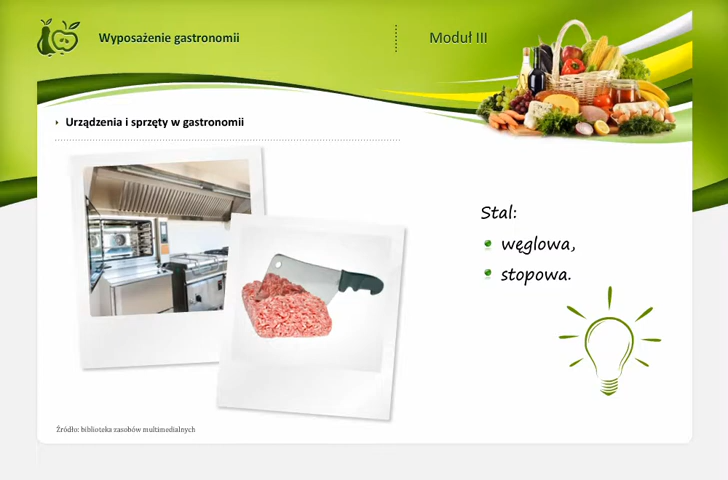 Wyposażenie gastronomii
Moduł III
Urządzenia i sprzęty w gastronomii
Stal:
węglowa,
stopowa.
Źródło: biblioteka zasobów multimedialnych